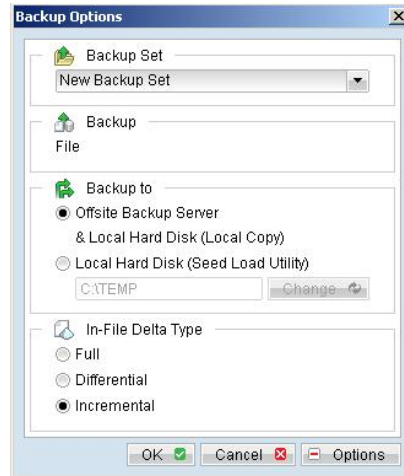 Backup Options
Backup Set
New Backup Set
Backup
File
Backup to
Offsite Backup Server
& Local Hard Disk (Local Copy)
Local Hard Disk (Seed Load Utility)
C:\TEMP
Change
In-File Delta Type
Full
Differential
Incremental
OK Cancel Options